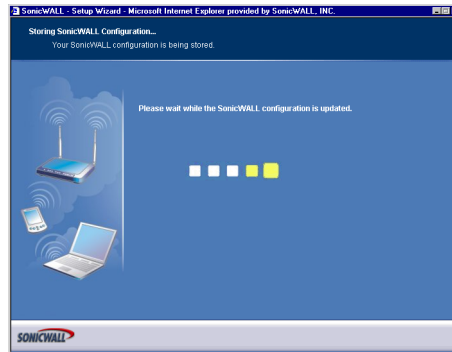 SonicWALL - Setup Wizard - Microsoft Internet Explorer provided by SonicWALL, INC.
Storing SonicWALL Configuration...
Your SonicWALL configuration is being stored.
Please wait while the SonicWALL configuration is updated.
SONICWALL